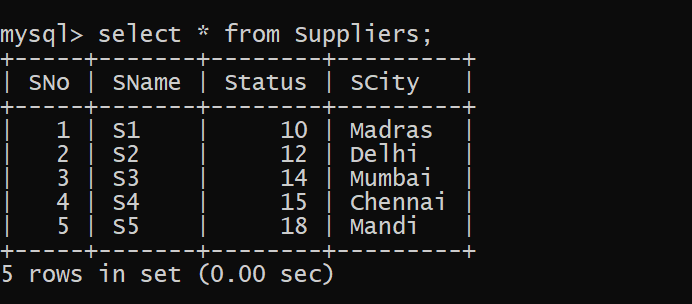 mysql> select * from Suppliers;
+-----+-------+--------+---------+
| SNo | SName | Status | SCity   |
+-----+-------+--------+---------+
|   1 | S1    |     10 | Madras  |
|   2 | S2    |     12 | Delhi   |
|   3 | S3    |     14 | Mumbai  |
|   4 | S4    |     15 | Chennai |
|   5 | S5    |     18 | Mandi   |
+-----+-------+--------+---------+
5 rows in set (0.00 sec)